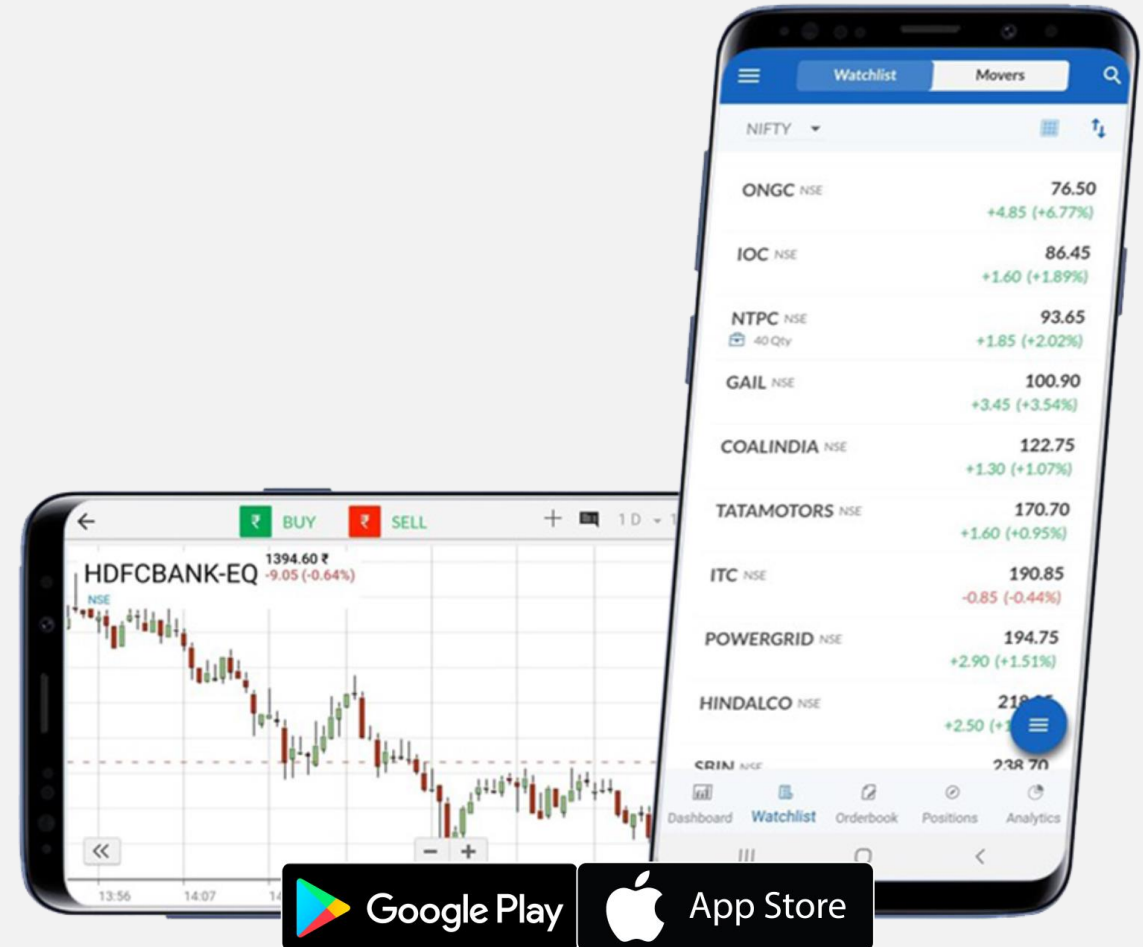 Watchlist Movers
NIFTY
ONGC NSE 76.50
+4.85 (+6.77%)
IOC NSE 86.45
+1.60 (+1.89%)
NTPC NSE 93.65
40 Qty +1.85 (+2.02%)
GAIL NSE 100.90
+3.45 (+3.54%)
COALINDIA NSE 122.75
+1.30 (+1.07%)
TATAMOTORS NSE 170.70
+1.60 (+0.95%)
ITC NSE 190.85
-0.85 (-0.44%)
POWERGRID NSE 194.75
+2.90 (+1.51%)
HINDALCO NSE
+2.50
SBIN NSE 238.70
Dashboard Watchlist Orderbook Positions Analytics
₹ BUY ₹ SELL 1 D
HDFCBANK-EQ 1394.60 ₹
-9.05 (-0.64%)
NSE
13:56 14:07
Google Play App Store